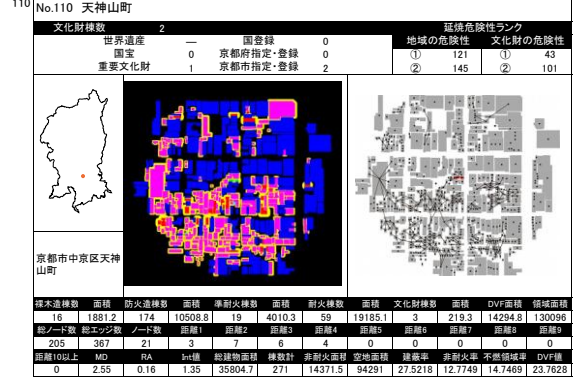 110
No.110 天神山町
文化財棟数 2 延焼危険性ランク
世界遺産 — 国登録 0 地域の危険性 文化財の危険性
国宝 0 京都府指定・登録 0 ① 121 ① 43
重要文化財 1 京都市指定・登録 2 ② 145 ② 101
京都市中京区天神
山町
裸木造棟数 面積 防火造棟数 面積 準耐火棟数 面積 耐火棟数 面積 文化財棟数 面積 DVF面積 領域面積
16 1881.2 174 10508.8 19 4010.3 59 19185.1 3 219.3 14294.8 130096
総ノード数 総エッジ数 ノード数 距離1 距離2 距離3 距離4 距離5 距離6 距離7 距離8 距離9
205 367 21 3 7 6 4 0 0 0 0 0
距離10以上 MD RA Int値 総建物面積 棟数計 非耐火面積 空地面積 建蔽率 非耐火率 不燃領域率 DVF値
0 2.55 0.16 1.35 35804.7 271 14371.5 94291 27.5218 12.7749 14.7469 23.7628